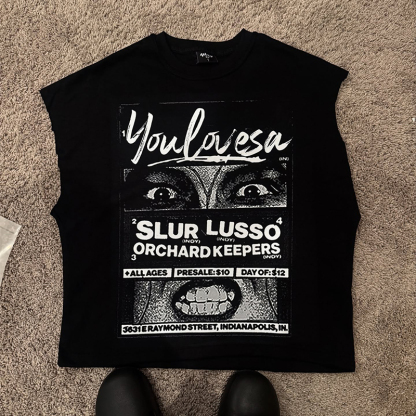 1 Youlovesa (IN)
2 SLUR (INDY) LUSSO (INDY) 4
3 ORCHARD KEEPERS (INDY)
+ ALL AGES | PRESALE: $10 | DAY OF: $12
3631 E RAYMOND STREET, INDIANAPOLIS, IN.